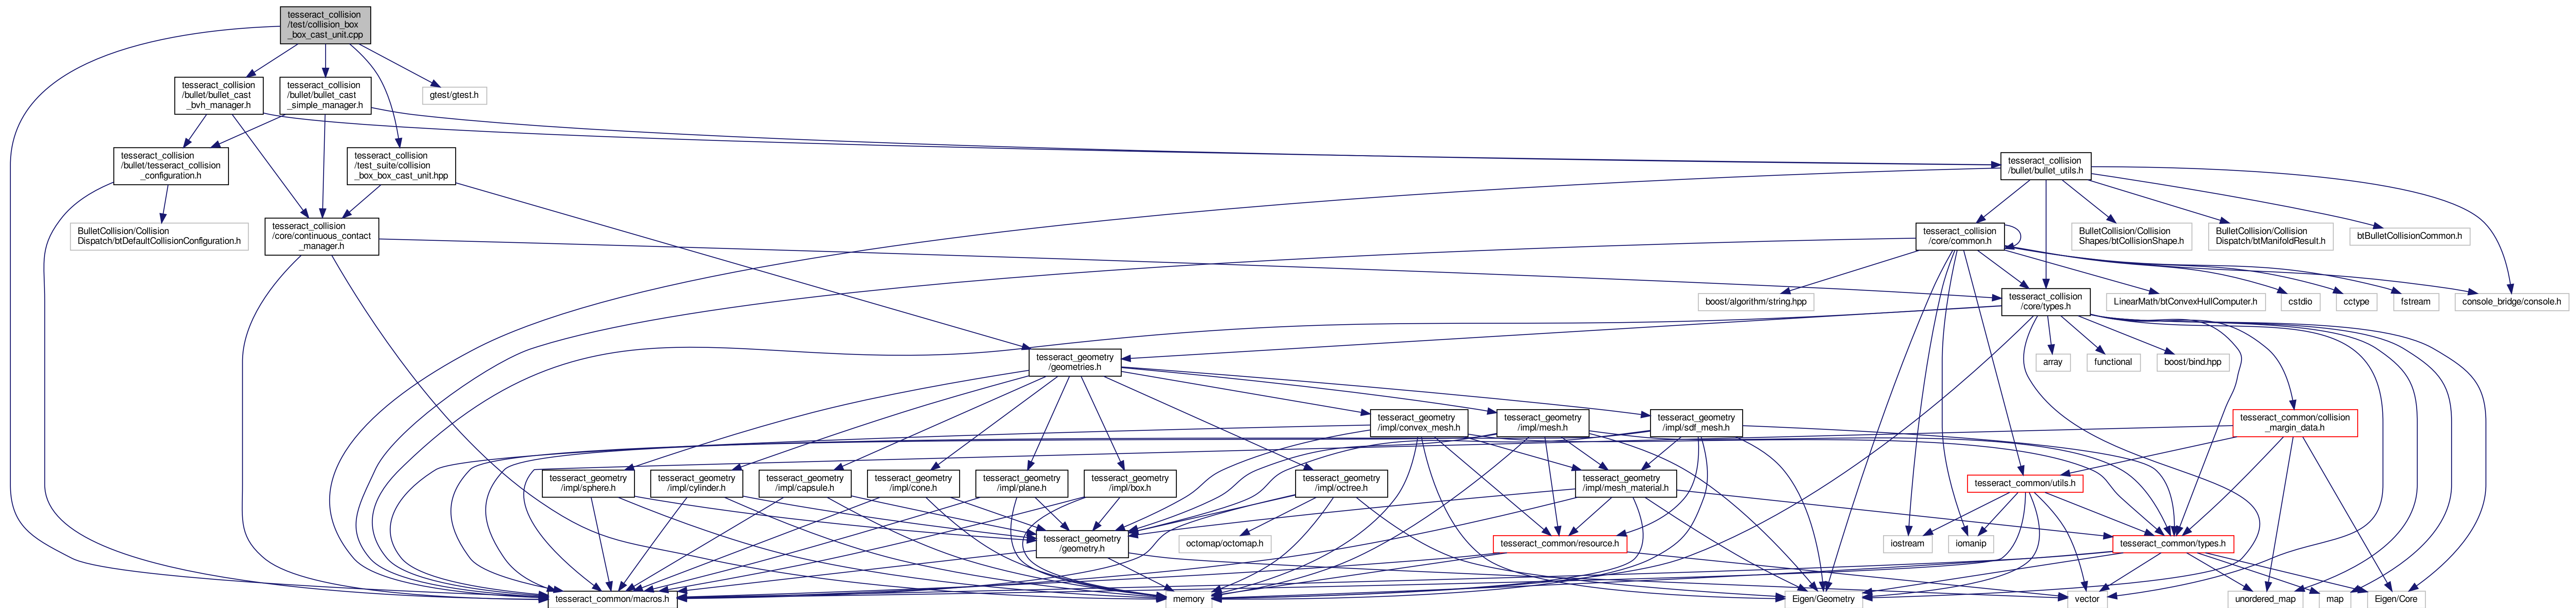 tesseract_collision
/test/collision_box
_box_cast_unit.cpp
tesseract_collision
/bullet/bullet_cast
_bvh_manager.h
tesseract_collision
/bullet/bullet_cast
_simple_manager.h
gtest/gtest.h
tesseract_collision
/bullet/tesseract_collision
_configuration.h
tesseract_collision
/test_suite/collision
_box_box_cast_unit.hpp
tesseract_collision
/bullet/bullet_utils.h
BulletCollision/Collision
Dispatch/btDefaultCollisionConfiguration.h
tesseract_collision
/core/continuous_contact
_manager.h
tesseract_collision
/core/common.h
BulletCollision/Collision
Shapes/btCollisionShape.h
BulletCollision/Collision
Dispatch/btManifoldResult.h
btBulletCollisionCommon.h
boost/algorithm/string.hpp
tesseract_collision
/core/types.h
LinearMath/btConvexHullComputer.h
cstdio
cctype
fstream
console_bridge/console.h
tesseract_geometry
/geometries.h
array
functional
boost/bind.hpp
tesseract_geometry
/impl/convex_mesh.h
tesseract_geometry
/impl/mesh.h
tesseract_geometry
/impl/sdf_mesh.h
tesseract_common/collision
_margin_data.h
tesseract_geometry
/impl/sphere.h
tesseract_geometry
/impl/cylinder.h
tesseract_geometry
/impl/capsule.h
tesseract_geometry
/impl/cone.h
tesseract_geometry
/impl/plane.h
tesseract_geometry
/impl/box.h
tesseract_geometry
/impl/octree.h
tesseract_geometry
/impl/mesh_material.h
tesseract_common/utils.h
tesseract_geometry
/geometry.h
octomap/octomap.h
tesseract_common/resource.h
iostream
iomanip
tesseract_common/types.h
tesseract_common/macros.h
memory
Eigen/Geometry
vector
unordered_map
map
Eigen/Core